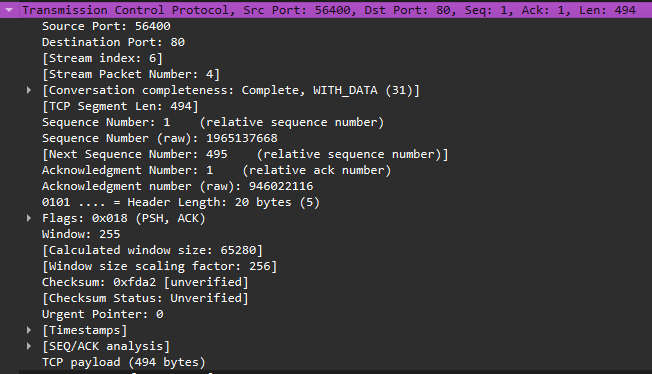 Transmission Control Protocol, Src Port: 56400, Dst Port: 80, Seq: 1, Ack: 1, Len: 494
Source Port: 56400
Destination Port: 80
[Stream index: 6]
[Stream Packet Number: 4]
[Conversation completeness: Complete, WITH_DATA (31)]
[TCP Segment Len: 494]
Sequence Number: 1    (relative sequence number)
Sequence Number (raw): 1965137668
[Next Sequence Number: 495    (relative sequence number)]
Acknowledgment Number: 1    (relative ack number)
Acknowledgment number (raw): 946022116
0101 .... = Header Length: 20 bytes (5)
Flags: 0x018 (PSH, ACK)
Window: 255
[Calculated window size: 65280]
[Window size scaling factor: 256]
Checksum: 0xfda2 [unverified]
[Checksum Status: Unverified]
Urgent Pointer: 0
[Timestamps]
[SEQ/ACK analysis]
TCP payload (494 bytes)